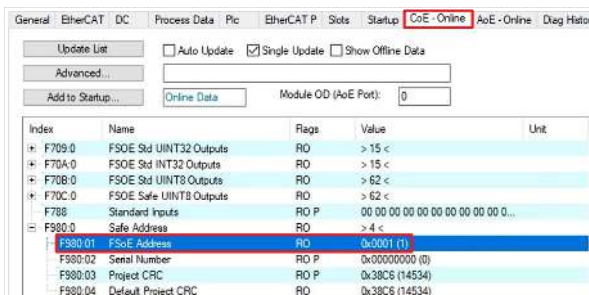 General EtherCAT DC Process Data Plc EtherCAT P Slots Startup CoE - Online AoE - Online Diag Histo
Update List Auto Update Single Update Show Offline Data
Advanced...
Add to Startup... Online Data Module OD (AoE Port): 0
Index Name Flags Value Unit
F709:0 FSOE Std UINT32 Outputs RO > 15 <
F70A:0 FSOE Std INT32 Outputs RO > 15 <
F70B:0 FSOE Std UINT8 Outputs RO > 62 <
F70C:0 FSOE Safe UINT8 Outputs RO > 62 <
F788 Standard Inputs RO P 00 00 00 00 00 00 00 00 00 0...
F980:0 Safe Address RO > 4 <
F980:01 FSoE Address RO 0x0001 (1)
F980:02 Serial Number RO P 0x00000000 (0)
F980:03 Project CRC RO P 0x38C6 (14534)
F980:04 Default Project CRC RO 0x38C6 (14534)